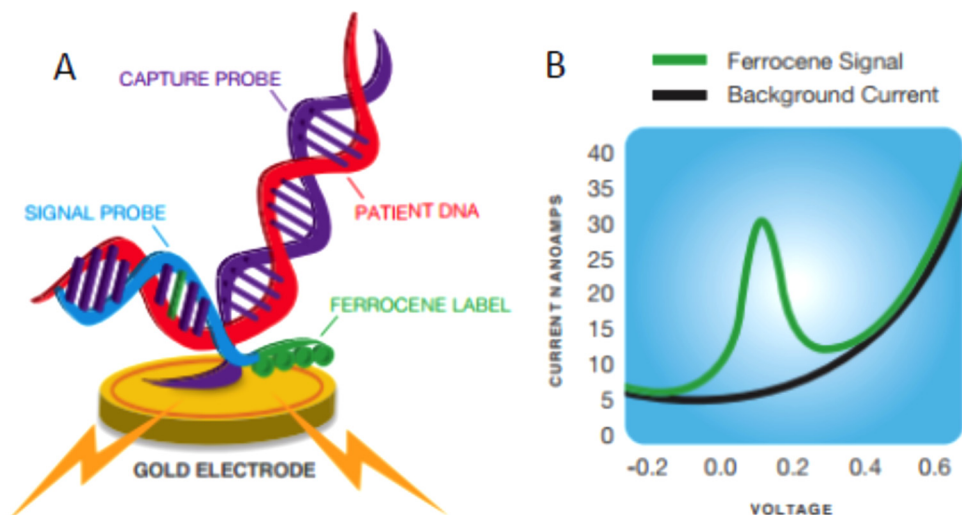 A
CAPTURE PROBE
SIGNAL PROBE
PATIENT DNA
FERROCENE LABEL
GOLD ELECTRODE
B
Ferrocene Signal
Background Current
CURRENT NANOAMPS
40
35
30
25
20
15
10
5
0
-0.2 0.0 0.2 0.4 0.6
VOLTAGE